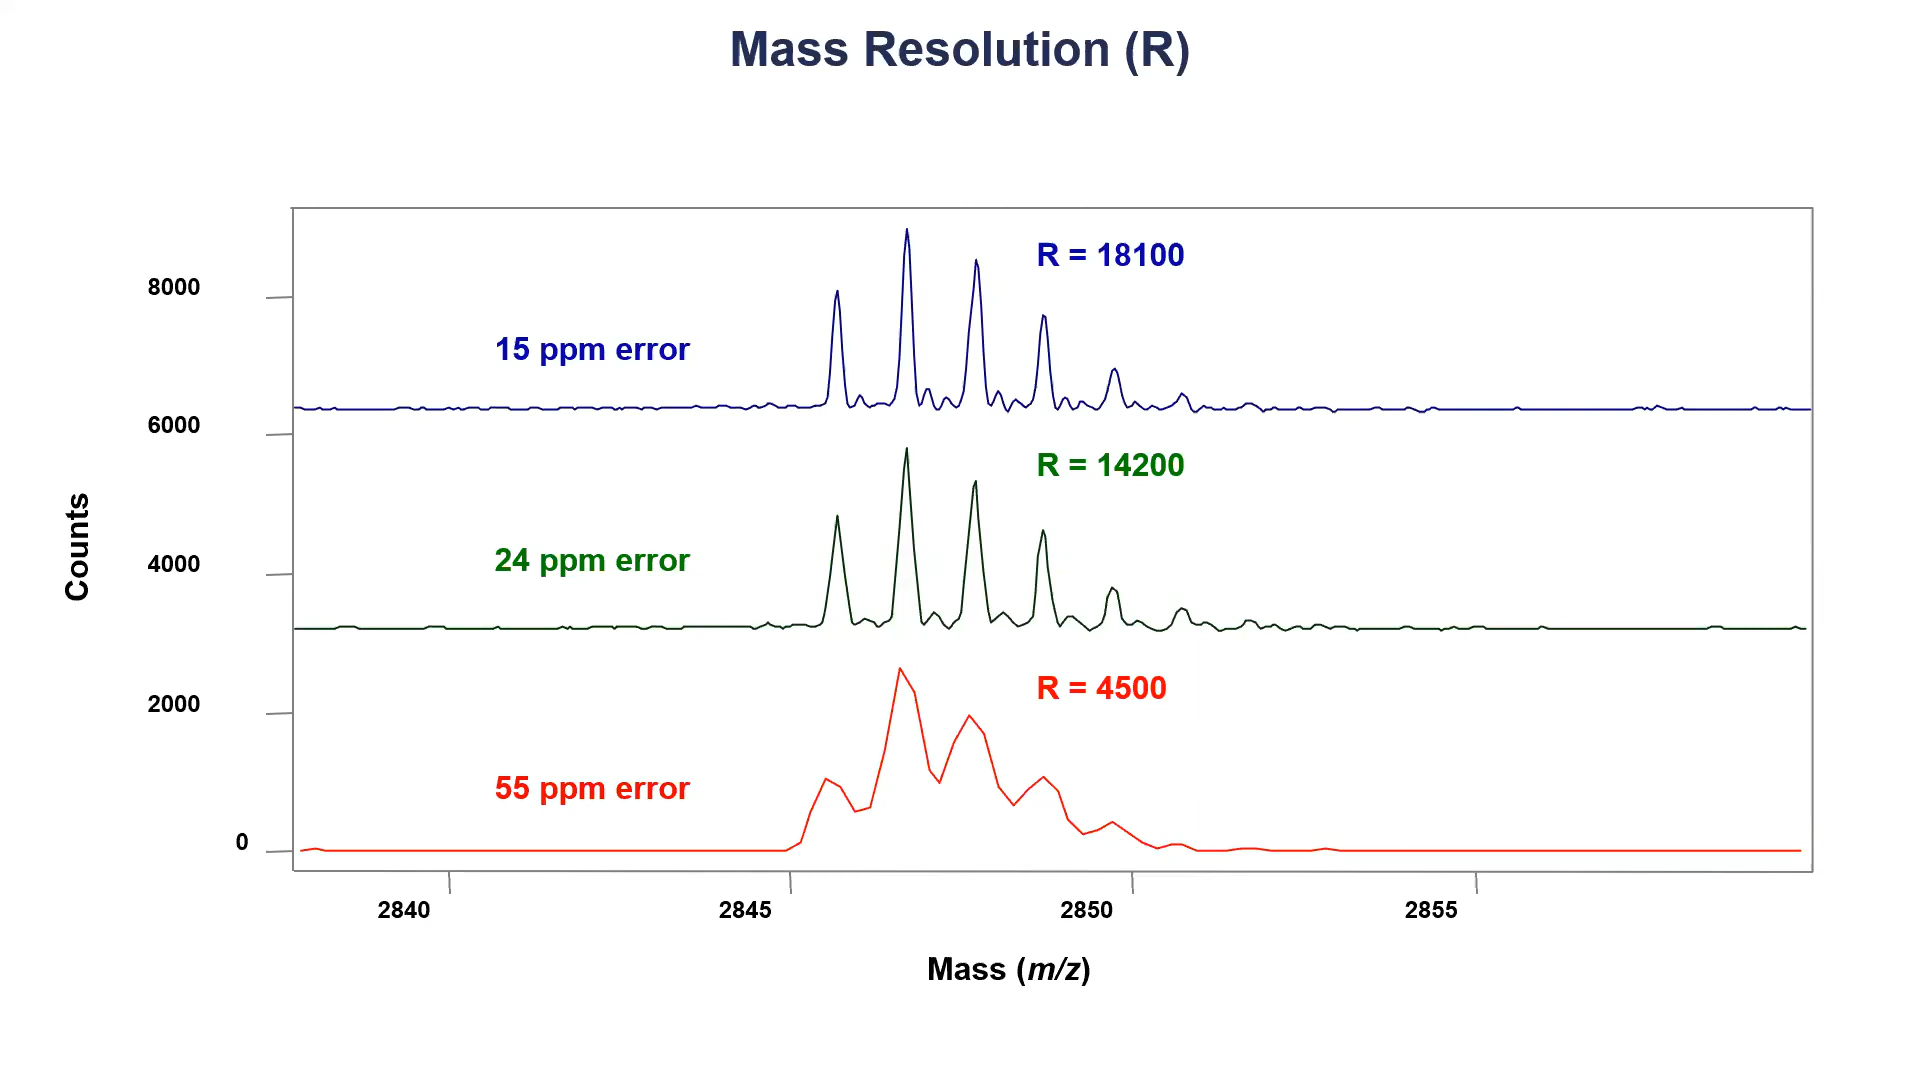 Mass Resolution (R)
R = 18100
8000
15 ppm error
6000
R = 14200
24 ppm error
4000
Counts
R = 4500
2000
55 ppm error
0
2840 2845 2850 2855
Mass (m/z)